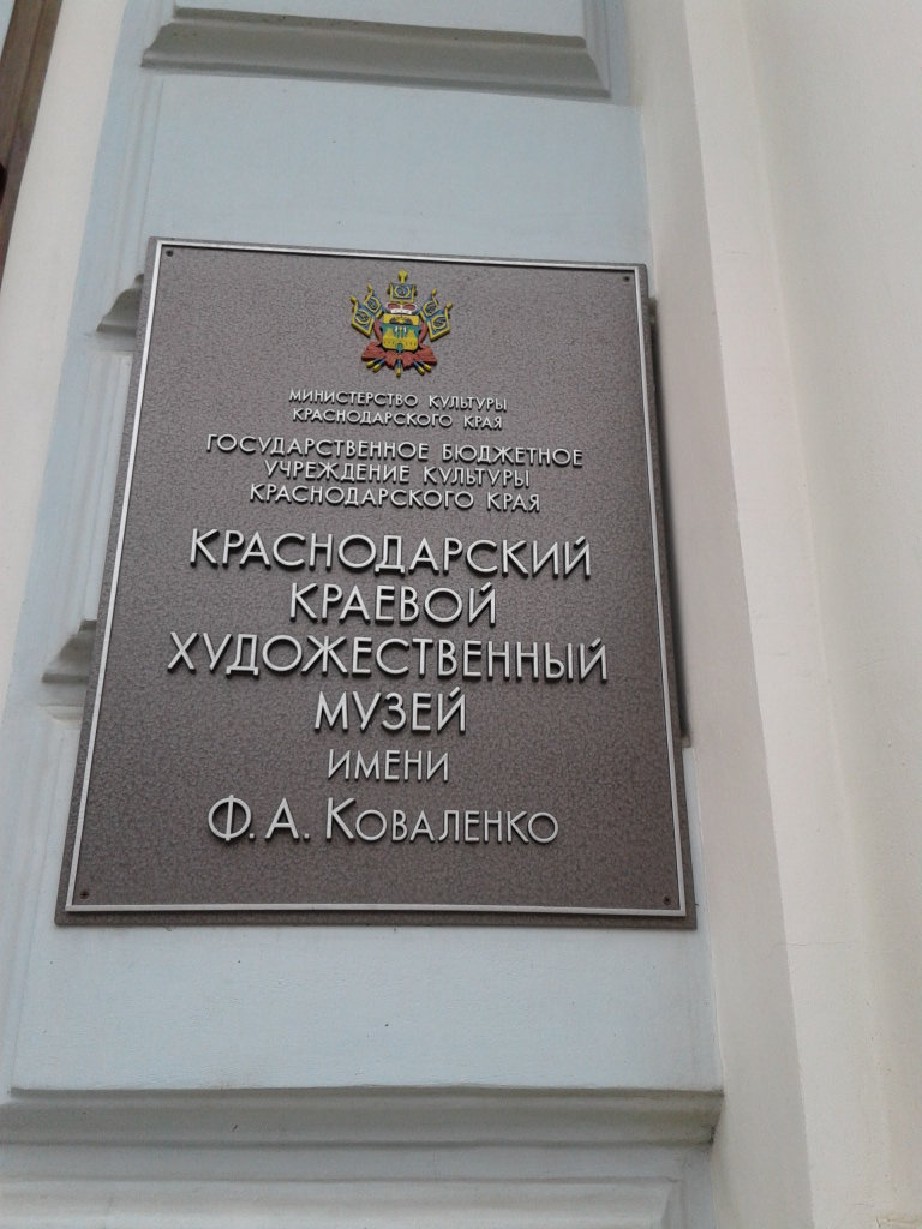 МИНИСТЕРСТВО КУЛЬТУРЫ
КРАСНОДАРСКОГО КРАЯ
ГОСУДАРСТВЕННОЕ БЮДЖЕТНОЕ
УЧРЕЖДЕНИЕ КУЛЬТУРЫ
КРАСНОДАРСКОГО КРАЯ
КРАСНОДАРСКИЙ
КРАЕВОЙ
ХУДОЖЕСТВЕННЫЙ
МУЗЕЙ
ИМЕНИ
Ф.А. КОВАЛЕНКО